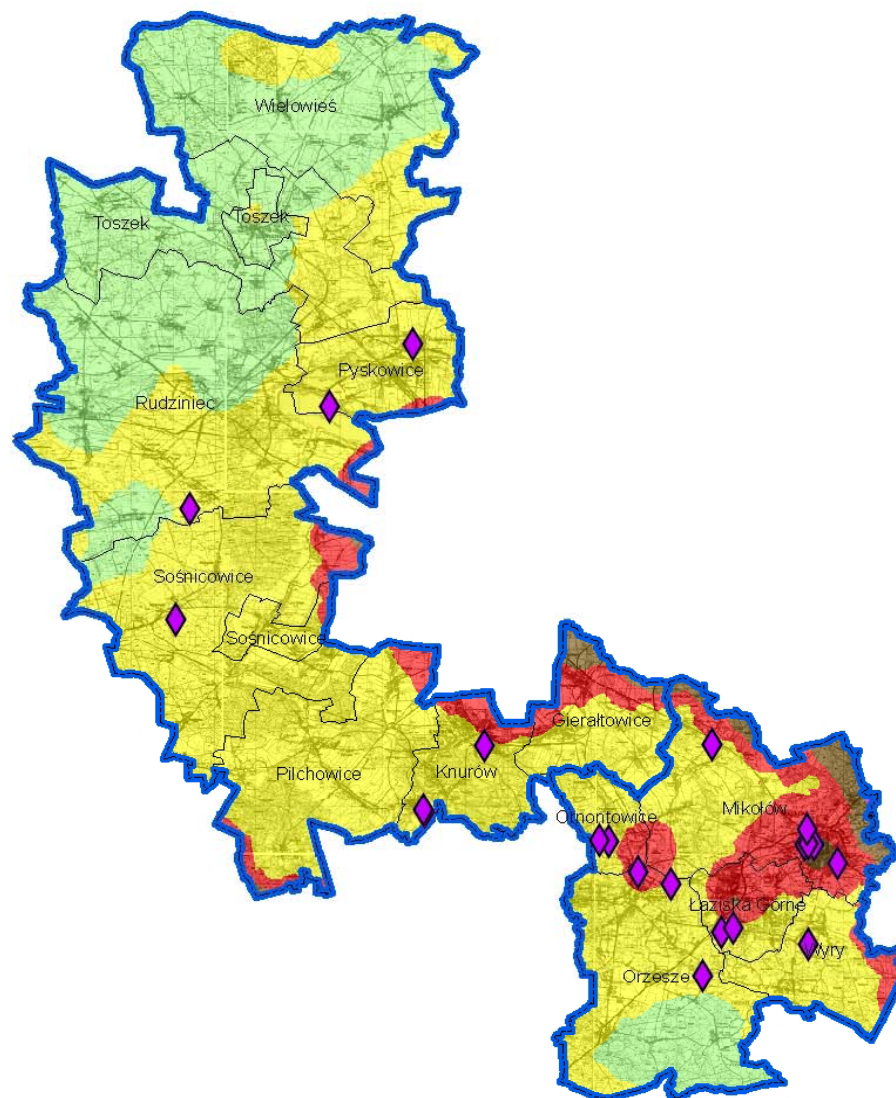 Wielowieś
Toszek
Toszek
Pyskowice
Rudziniec
Sośnicowice
Sośnicowice
Gierałtowice
Pilchowice
Knurów
Mikołów
Ornontowice
Łaziska Górne
Wyry
Orzesze